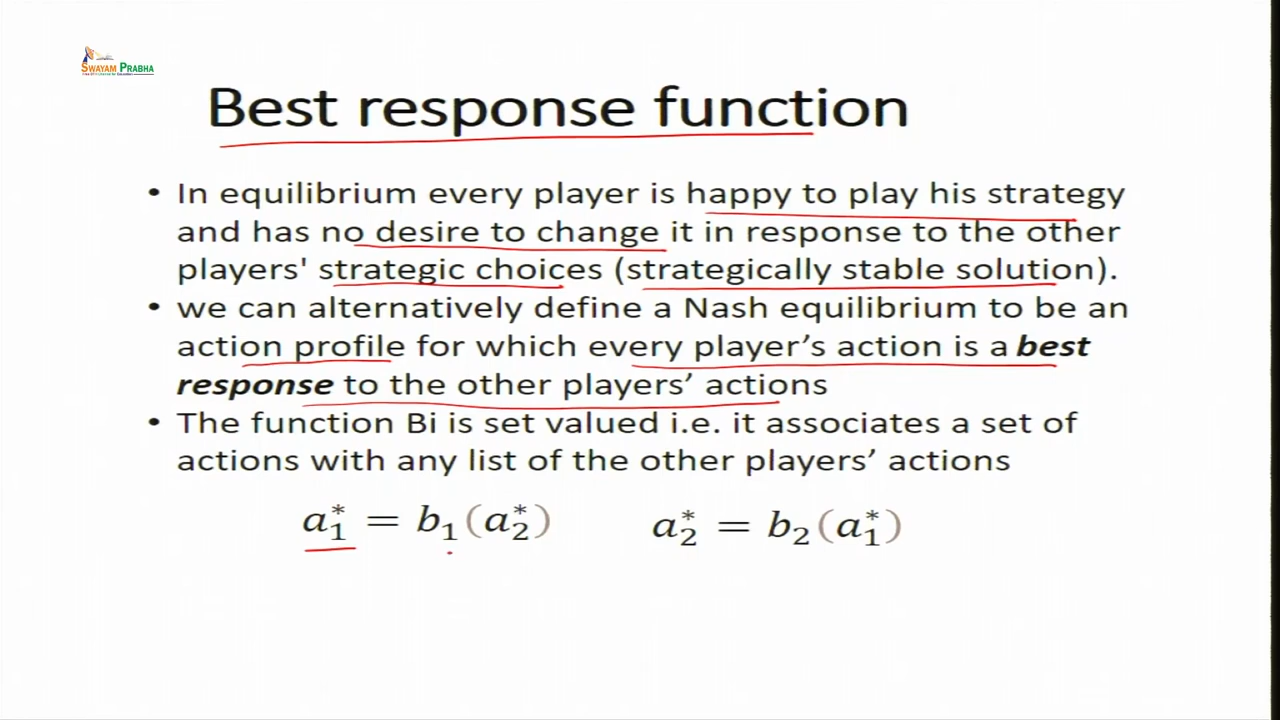 SWAYAM PRABHA
Best response function
• In equilibrium every player is happy to play his strategy
and has no desire to change it in response to the other
players' strategic choices (strategically stable solution).
• we can alternatively define a Nash equilibrium to be an
action profile for which every player’s action is a best
response to the other players’ actions
• The function Bi is set valued i.e. it associates a set of
actions with any list of the other players’ actions
a₁* = b₁(a₂*) a₂* = b₂(a₁*)